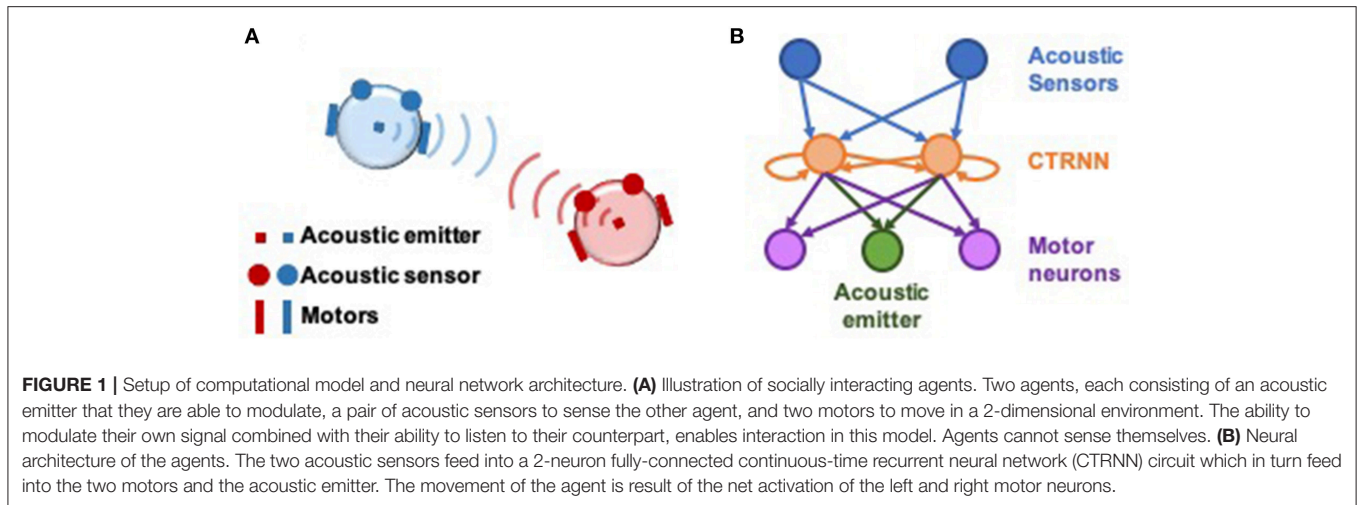 A
B
Acoustic emitter
Acoustic sensor
Motors
Acoustic
Sensors
CTRNN
Motor
neurons
Acoustic
emitter
FIGURE 1 | Setup of computational model and neural network architecture. (A) Illustration of socially interacting agents. Two agents, each consisting of an acoustic
emitter that they are able to modulate, a pair of acoustic sensors to sense the other agent, and two motors to move in a 2-dimensional environment. The ability to
modulate their own signal combined with their ability to listen to their counterpart, enables interaction in this model. Agents cannot sense themselves. (B) Neural
architecture of the agents. The two acoustic sensors feed into a 2-neuron fully-connected continuous-time recurrent neural network (CTRNN) circuit which in turn feed
into the two motors and the acoustic emitter. The movement of the agent is result of the net activation of the left and right motor neurons.